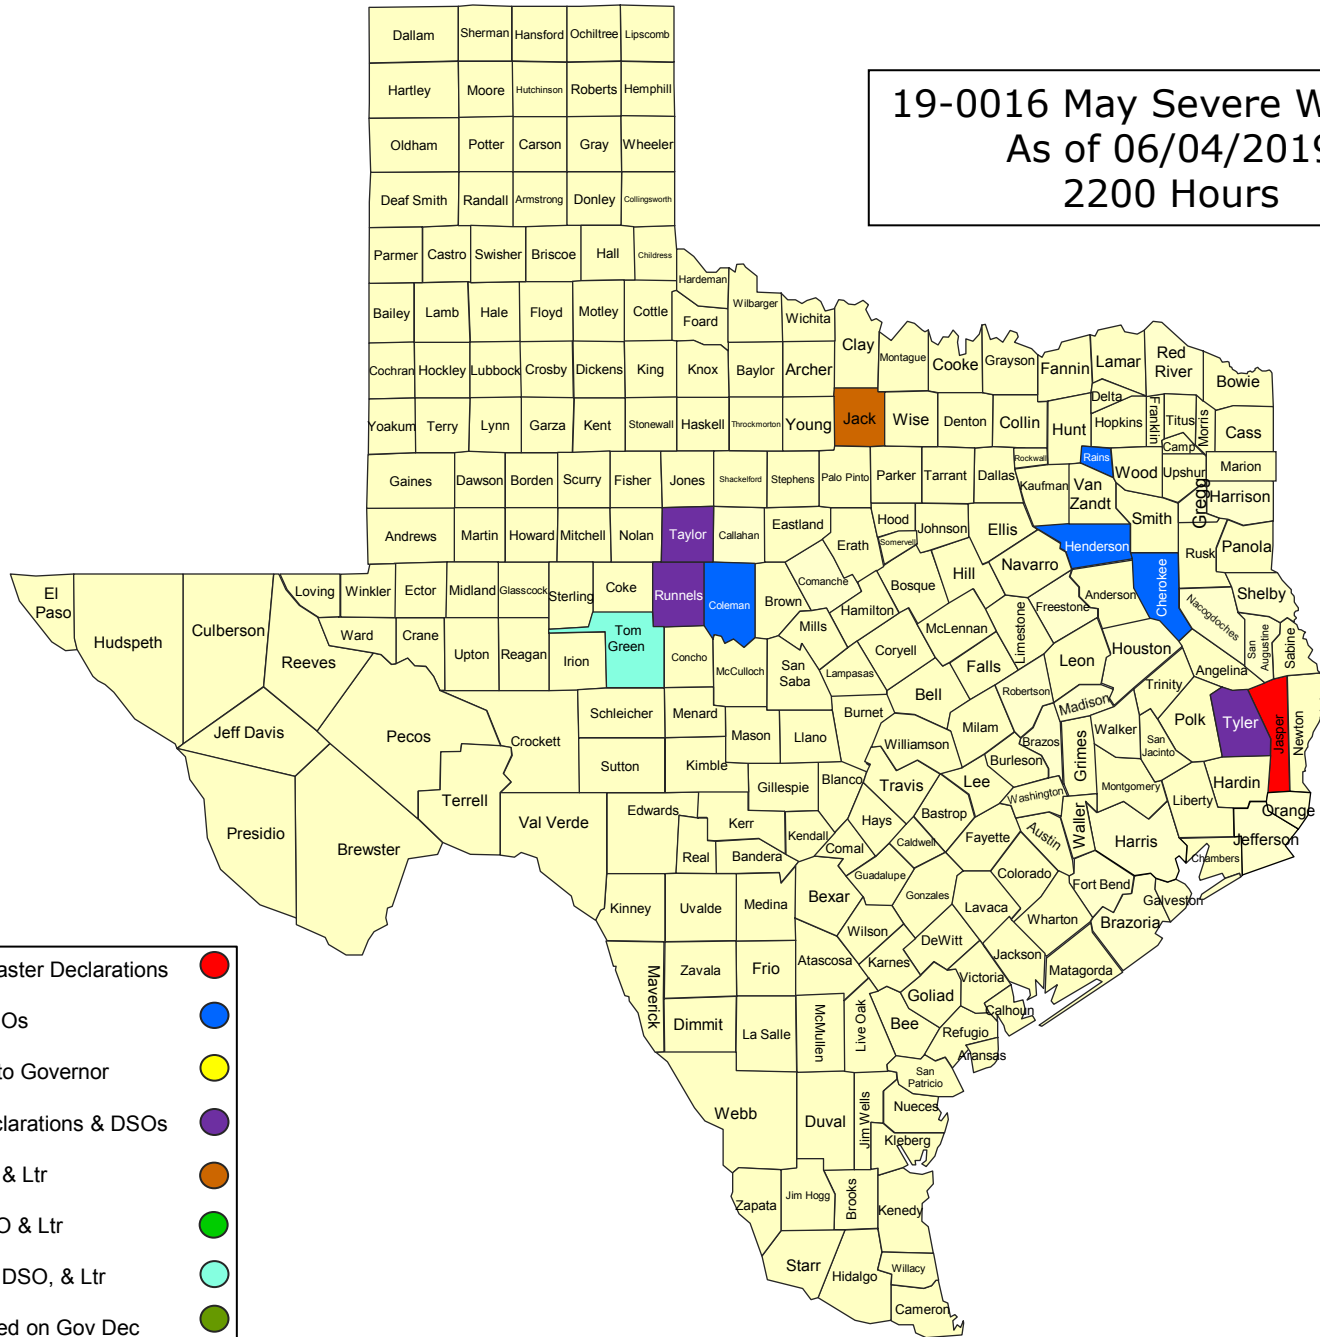 Dallam Sherman Hansford Ochiltree Lipscomb
Hartley Moore Hutchinson Roberts Hemphill
19-0016 May Severe W
As of 06/04/2019
2200 Hours
Oldham Potter Carson Gray Wheeler
Deaf Smith Randall Armstrong Donley Collingsworth
Parmer Castro Swisher Briscoe Hall Childress
Hardeman
Bailey Lamb Hale Floyd Motley Cottle Foard Wilbarger Wichita
Clay Montague Cooke Grayson Fannin Lamar Red
River
Bowie
Cochran Hockley Lubbock Crosby Dickens King Knox Baylor Archer
Delta
Yoakum Terry Lynn Garza Kent Stonewall Haskell Throckmorton Young Jack Wise Denton Collin Hunt Hopkins Franklin Titus Morris Cass
Camp
Rockwall Rains
Gaines Dawson Borden Scurry Fisher Jones Shackelford Stephens Palo Pinto Parker Tarrant Dallas Kaufman Van
Zandt
Wood Upshur Marion
Gregg Harrison
Andrews Martin Howard Mitchell Nolan Taylor Callahan Eastland Erath Hood Somervell Johnson Ellis Henderson Smith Rusk Panola
El
Paso
Hudspeth Culberson Reeves Loving Winkler Ector Midland Glasscock Sterling Coke Runnels Coleman Brown Comanche Hamilton Bosque Hill Navarro Freestone Anderson Cherokee Nacogdoches Shelby
Ward Crane Upton Reagan Irion Tom
Green
Concho McCulloch San
Saba
Mills Lampasas Coryell McLennan Limestone Falls Leon Houston Angelina San
Augustine
Sabine
Jeff Davis Pecos Crockett Schleicher Menard Mason Llano Burnet Bell Milam Robertson Madison Trinity Polk Tyler Jasper Newton
Sutton Kimble Gillespie Blanco Williamson Travis Lee Burleson Brazos Grimes Walker San
Jacinto
Presidio Brewster Terrell Val Verde Edwards Real Kerr Bandera Kendall Comal Hays Caldwell Bastrop Fayette Washington Austin Waller Montgomery Harris Liberty Hardin Orange
Jefferson
Chambers
Kinney Uvalde Medina Bexar Guadalupe Gonzales Lavaca Colorado Wharton Fort Bend Brazoria Galveston
Maverick Zavala Frio Atascosa Wilson Karnes DeWitt Jackson Matagorda
Dimmit La Salle McMullen Live Oak Bee Goliad Victoria Calhoun Refugio Aransas
San
Patricio
Webb Duval Jim Wells Nueces
Kleberg
Zapata Jim Hogg Brooks Kenedy
Starr Hidalgo Willacy
Cameron
aster Declarations
Os
to Governor
clarations & DSOs
& Ltr
O & Ltr
DSO, & Ltr
ed on Gov Dec